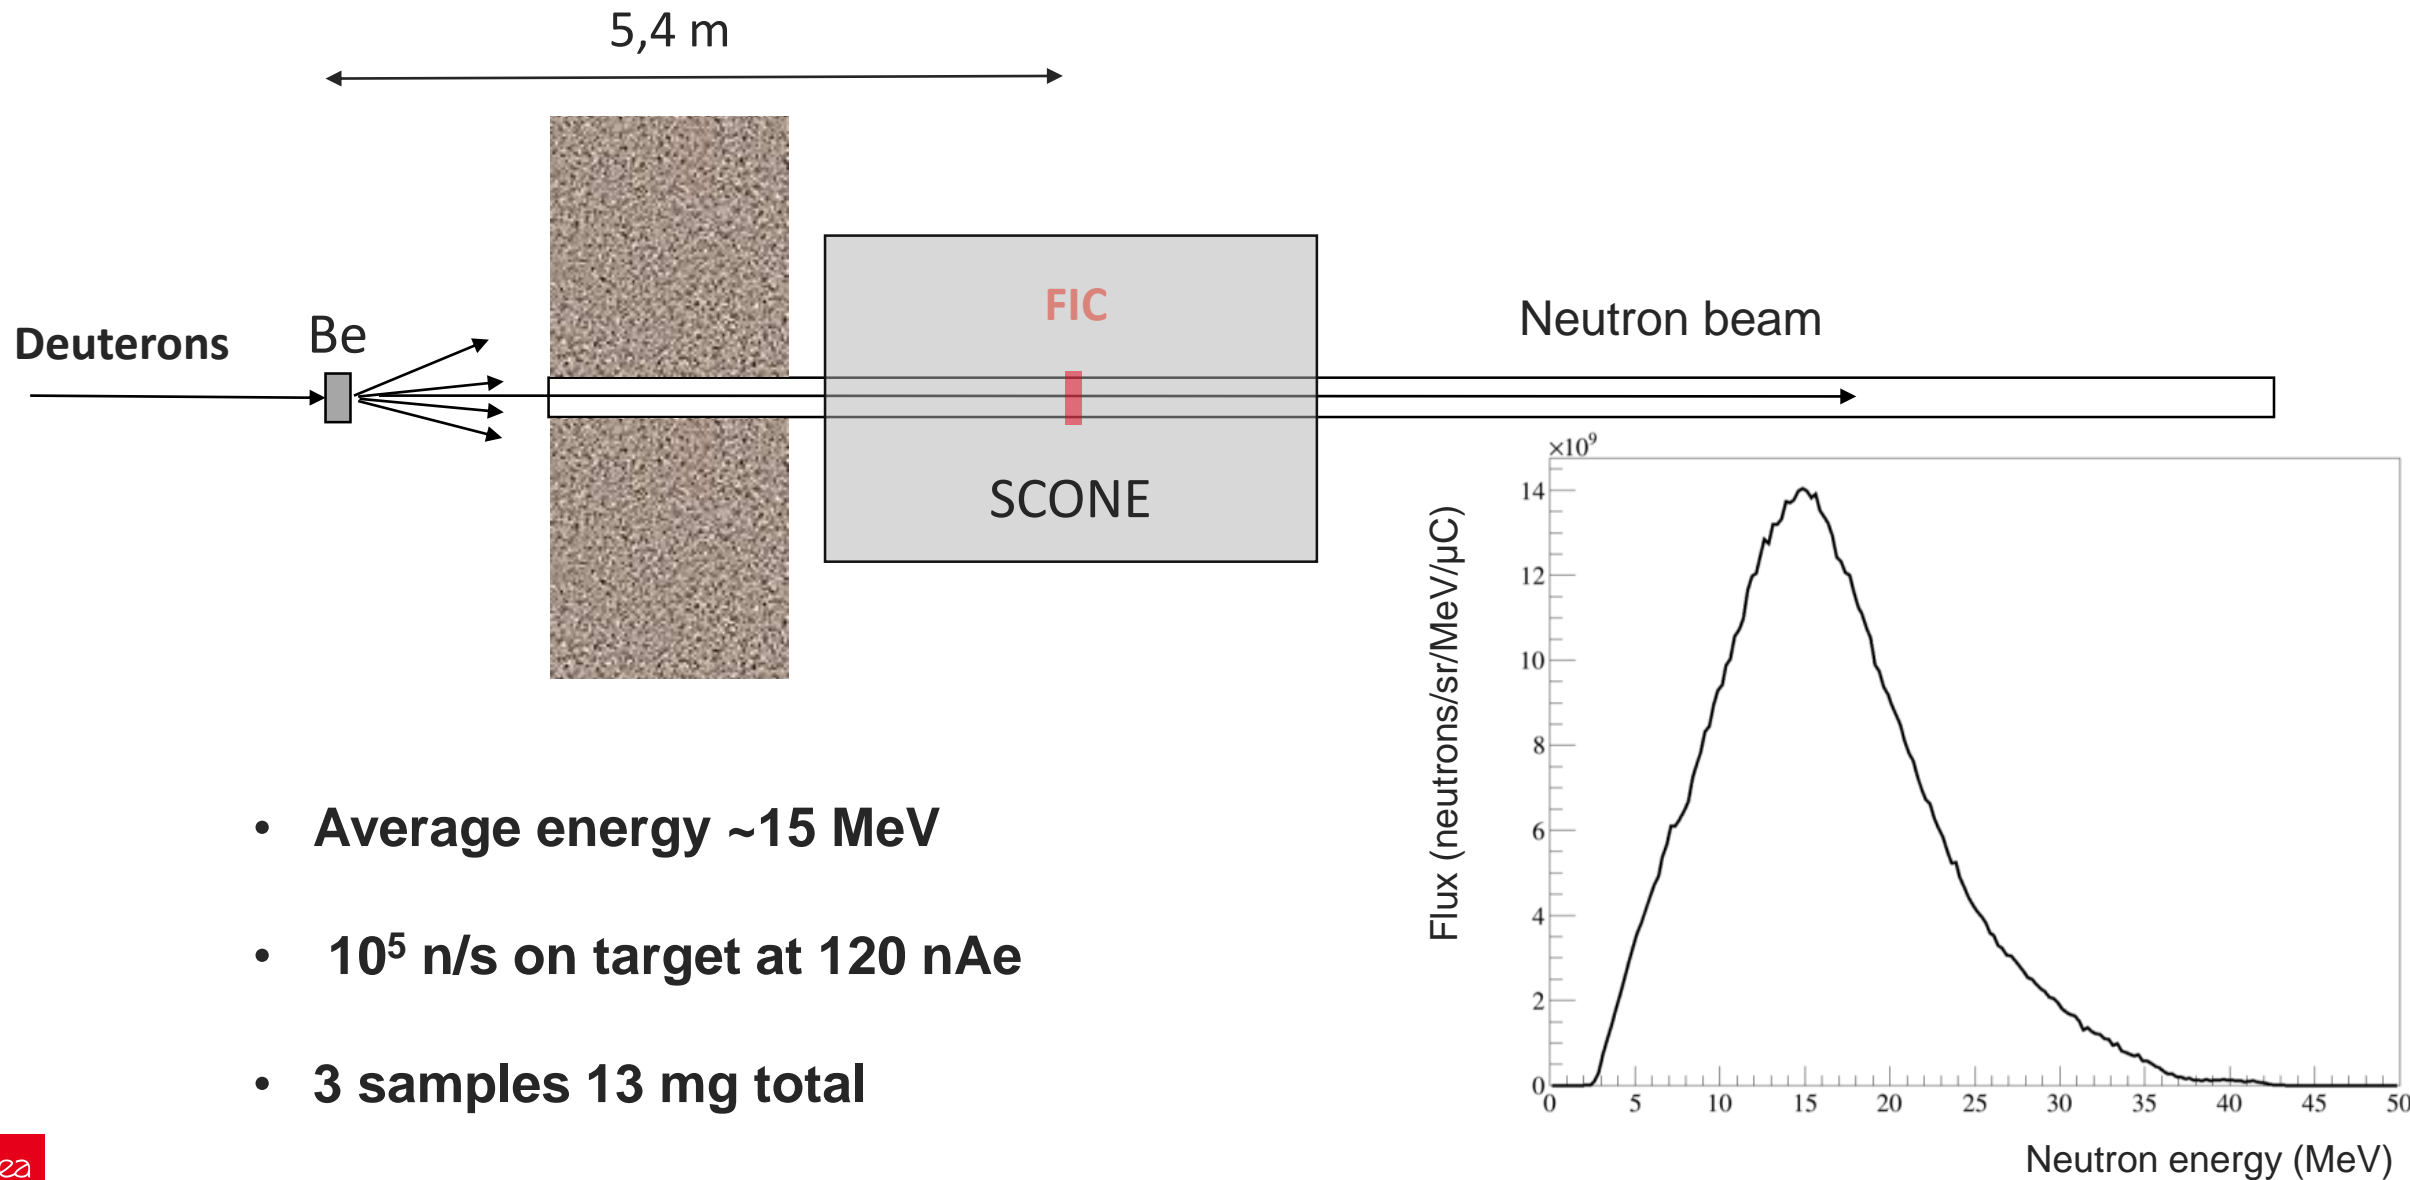 5,4 m
FIC
Neutron beam
Deuterons
Be
SCONE
×10⁹
14
12
10
8
6
4
2
0
0 5 10 15 20 25 30 35 40 45 50
Flux (neutrons/sr/MeV/µC)
Neutron energy (MeV)
• Average energy ~15 MeV
• 10⁵ n/s on target at 120 nAe
• 3 samples 13 mg total